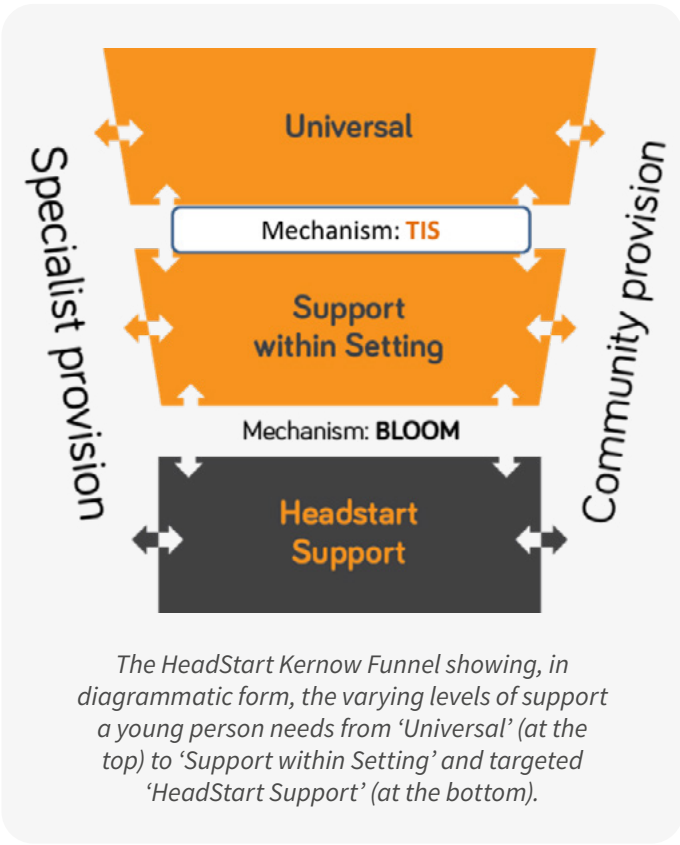 Universal
Specialist provision
Community provision
Mechanism: TIS
Support
within Setting
Mechanism: BLOOM
Headstart
Support
The HeadStart Kernow Funnel showing, in
diagrammatic form, the varying levels of support
a young person needs from ‘Universal’ (at the
top) to ‘Support within Setting’ and targeted
‘HeadStart Support’ (at the bottom).